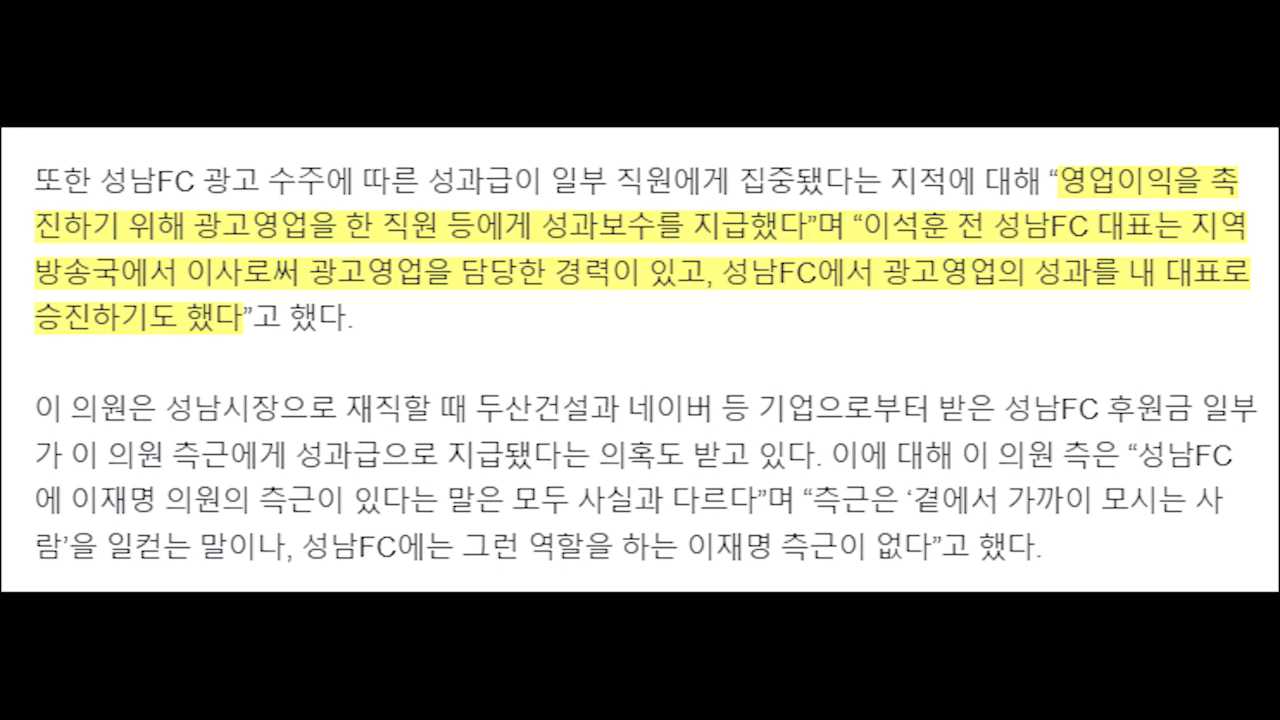 또한 성남FC 광고 수주에 따른 성과급이 일부 직원에게 집중됐다는 지적에 대해 “영업이익을 촉
진하기 위해 광고영업을 한 직원 등에게 성과보수를 지급했다”며 “이석훈 전 성남FC 대표는 지역
방송국에서 이사로써 광고영업을 담당한 경력이 있고, 성남FC에서 광고영업의 성과를 내 대표로
승진하기도 했다”고 했다.
이 의원은 성남시장으로 재직할 때 두산건설과 네이버 등 기업으로부터 받은 성남FC 후원금 일부
가 이 의원 측근에게 성과급으로 지급됐다는 의혹도 받고 있다. 이에 대해 이 의원 측은 “성남FC
에 이재명 의원의 측근이 있다는 말은 모두 사실과 다르다”며 “측근은 ‘곁에서 가까이 모시는 사
람’을 일컫는 말이나, 성남FC에는 그런 역할을 하는 이재명 측근이 없다”고 했다.